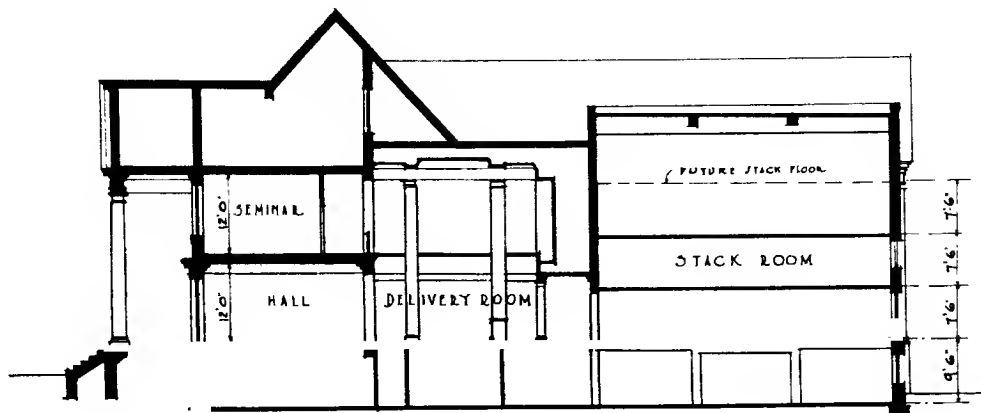 FUTURE STACK FLOOR
12'0"
SEMINAR
7'6"
STACK ROOM
7'6"
12'0"
HALL
DELIVERY ROOM
7'6"
9'6"